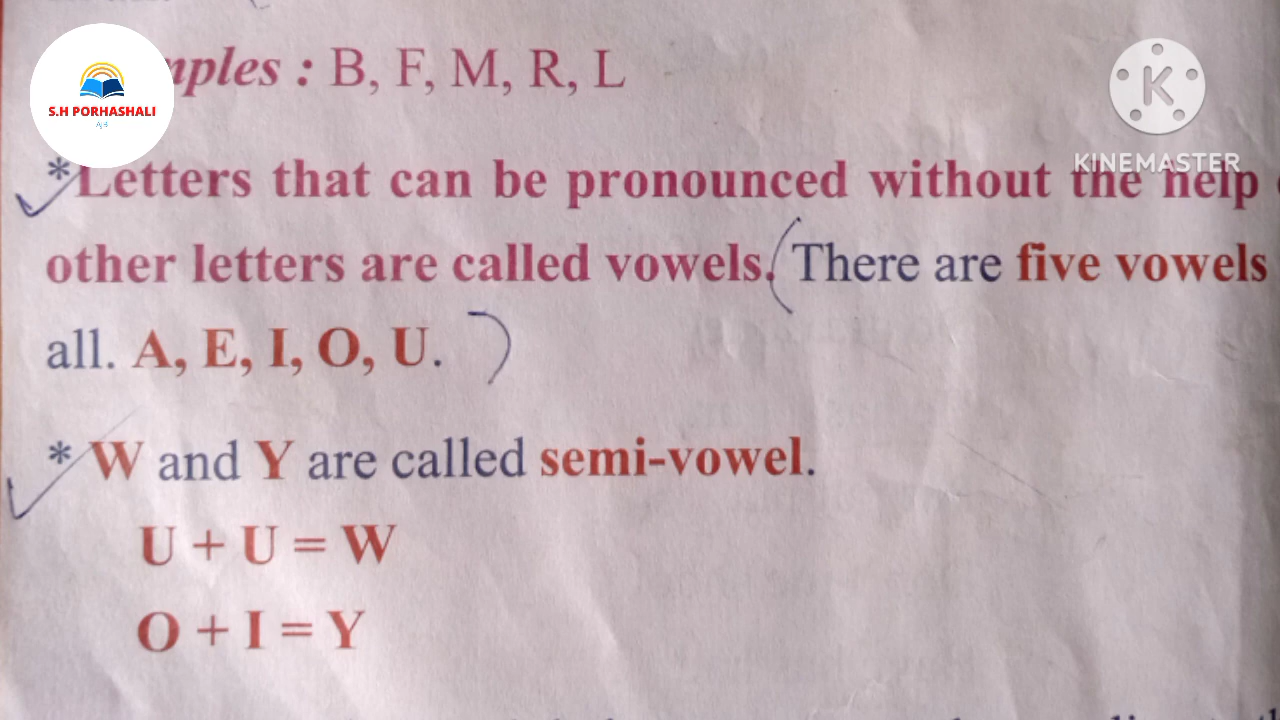 mples : B, F, M, R, L
S.H PORHASHALI
K
KINEMASTER
*Letters that can be pronounced without the help
other letters are called vowels. (There are five vowels
all. A, E, I, O, U. )
* W and Y are called semi-vowel.
U + U = W
O + I = Y